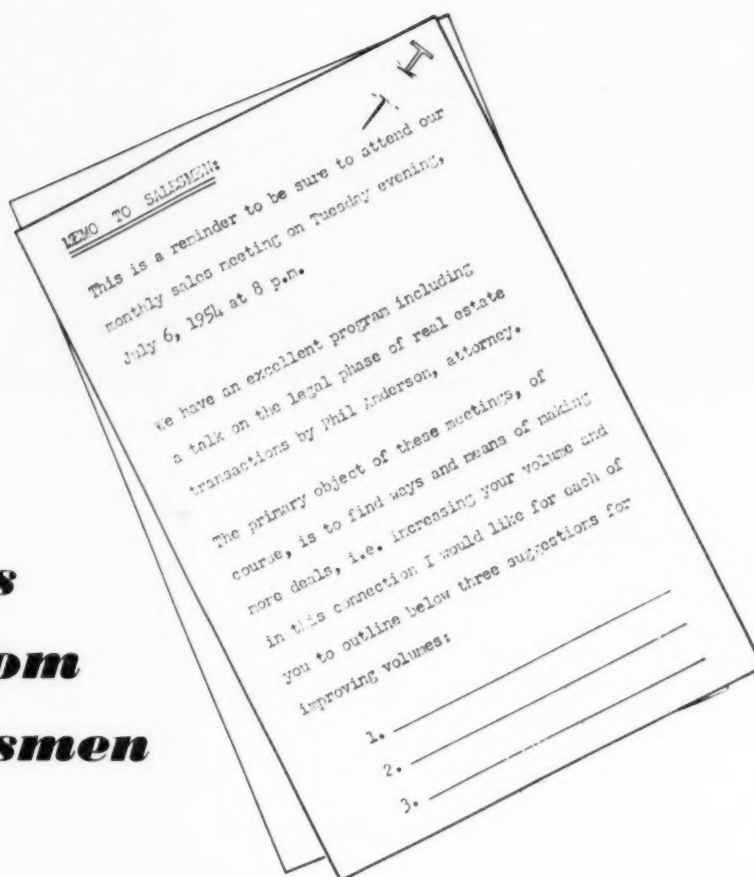 MEMO TO SALESMEN:
This is a reminder to be sure to attend our
monthly sales meeting on Tuesday evening,
July 6, 1954 at 8 p.m.
We have an excellent program including
a talk on the legal phase of real estate
transactions by Phil Anderson, attorney.
The primary object of these meetings, of
course, is to find ways and means of making
more deals, i.e. increasing your volume and
in this connection I would like for each of
you to outline below three suggestions for
improving volumes:
1.
2.
3.
s
om
smen